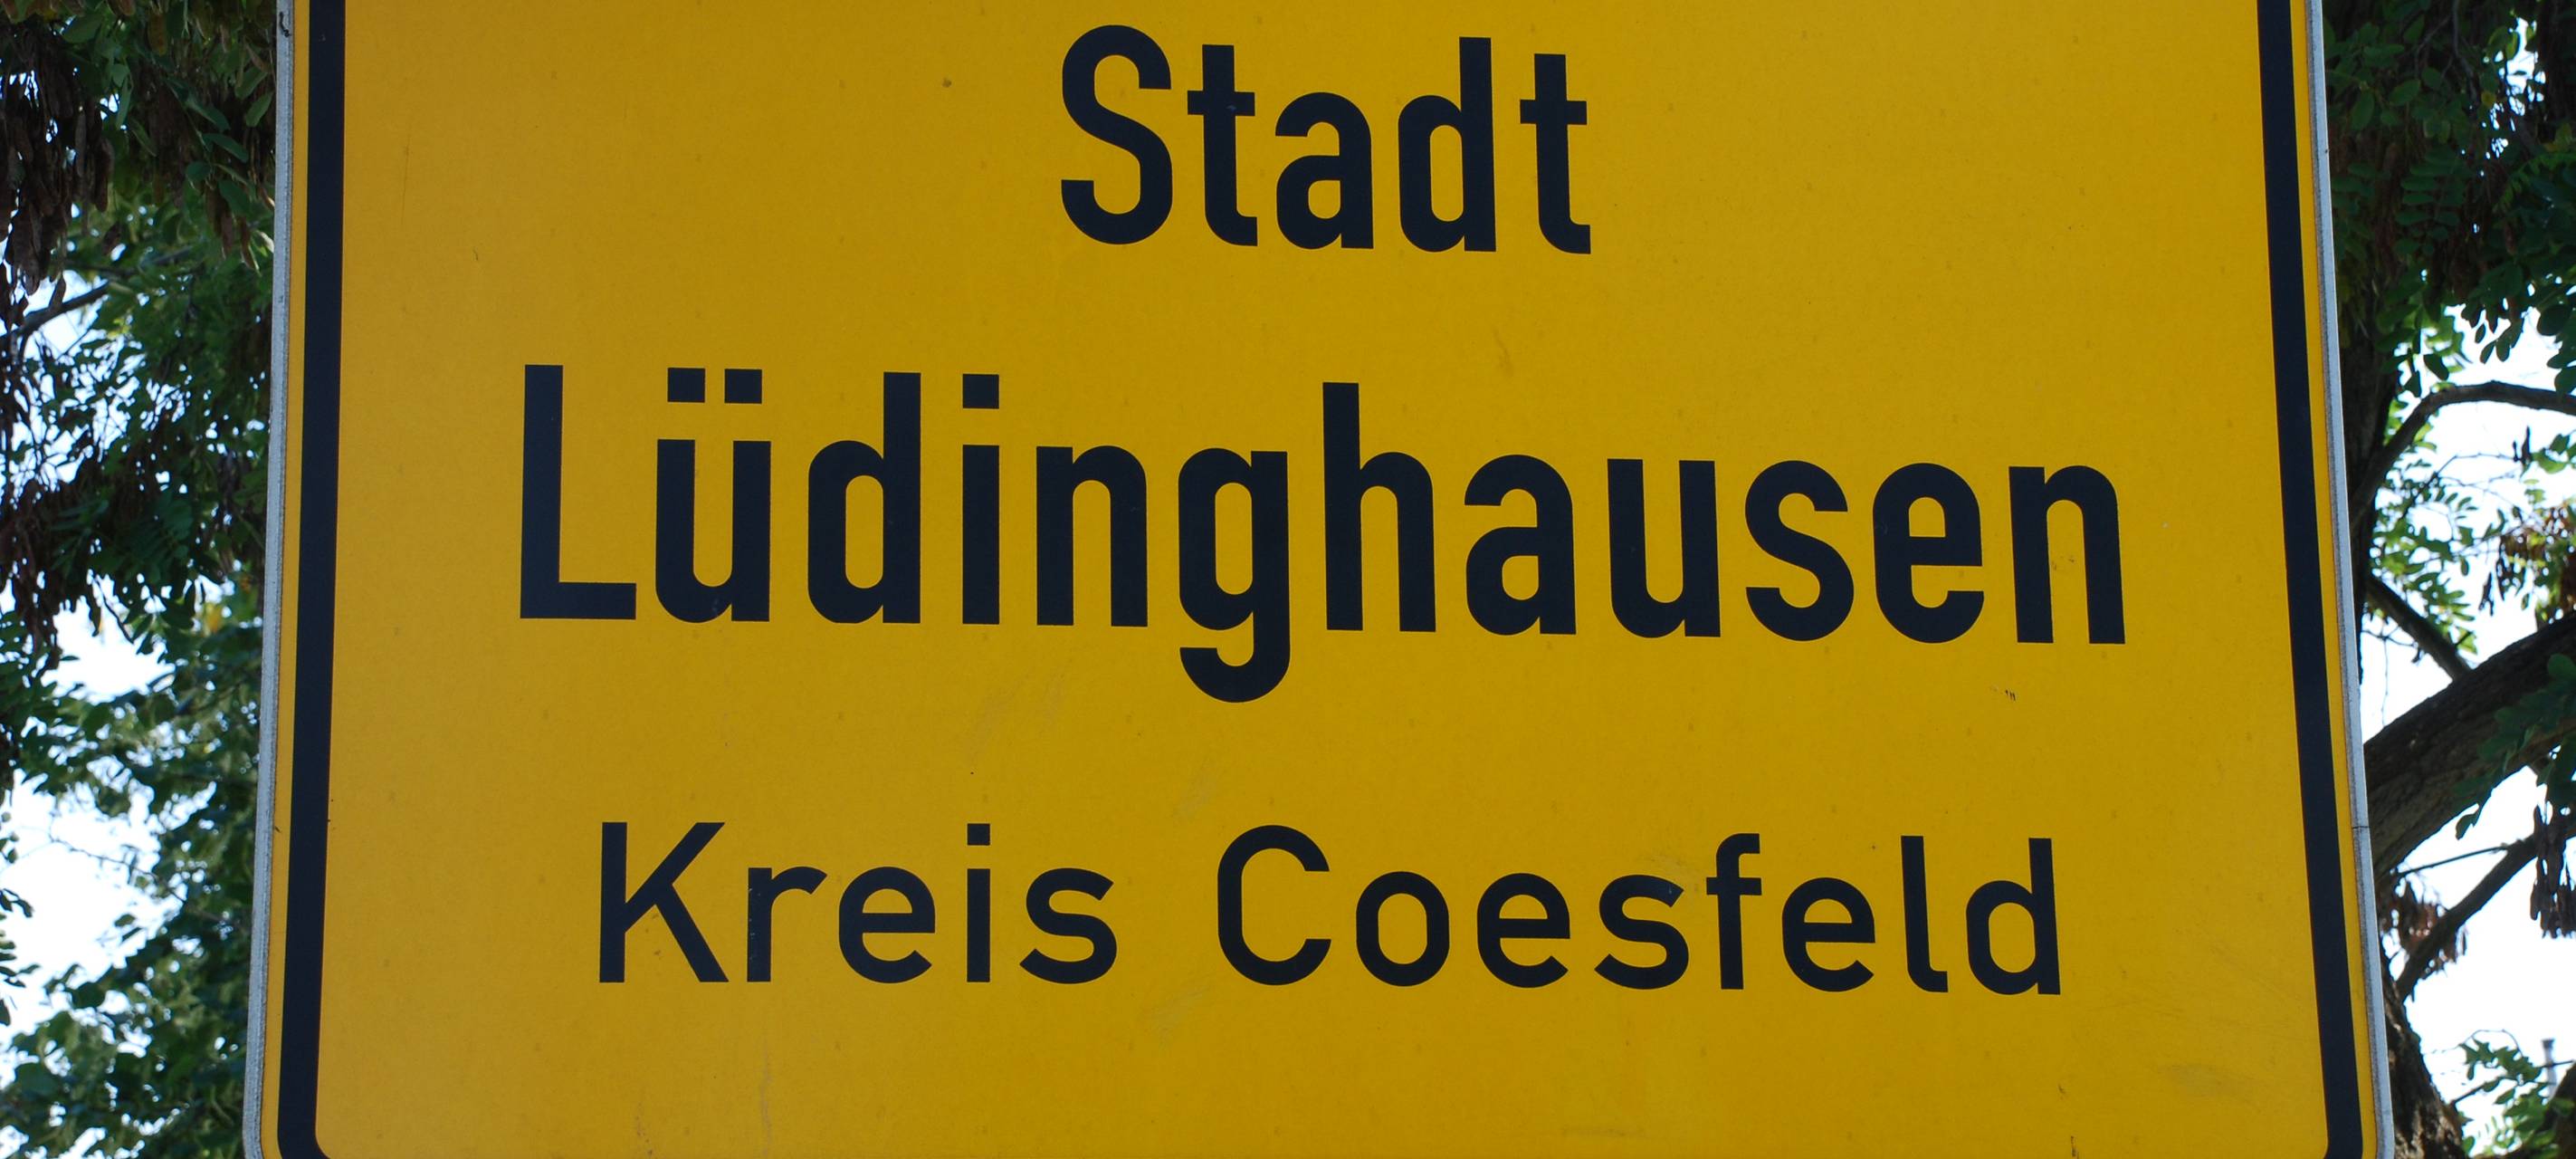 Stadt
Lüdinghausen
Kreis Coesfeld